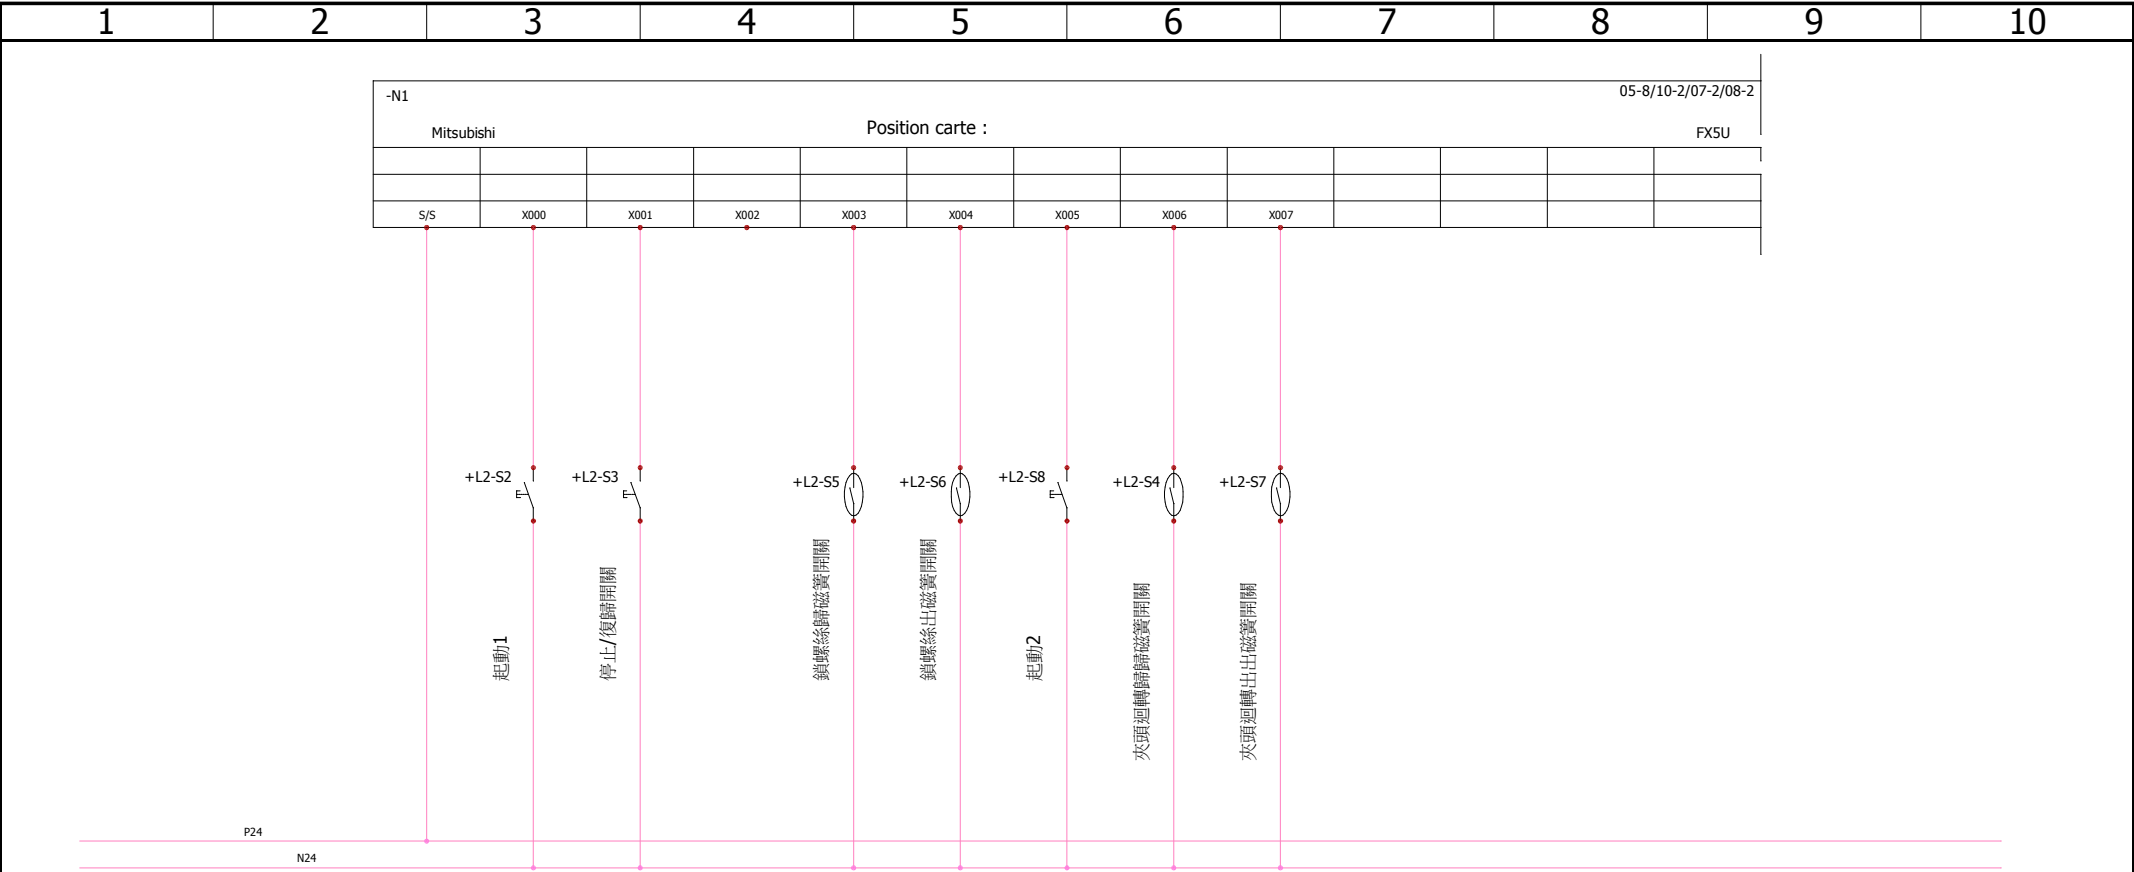 1 2 3 4 5 6 7 8 9 10
-N1 05-8/10-2/07-2/08-2
Mitsubishi Position carte : FX5U
S/S X000 X001 X002 X003 X004 X005 X006 X007
+L2-S2 +L2-S3 +L2-S5 +L2-S6 +L2-S8 +L2-S4 +L2-S7
起動1
停止/復歸開關
鎖螺絲歸磁簧開關
鎖螺絲出磁簧開關
起動2
夾頭迴轉歸歸磁簧開關
夾頭迴轉出出磁簧開關
P24
N24